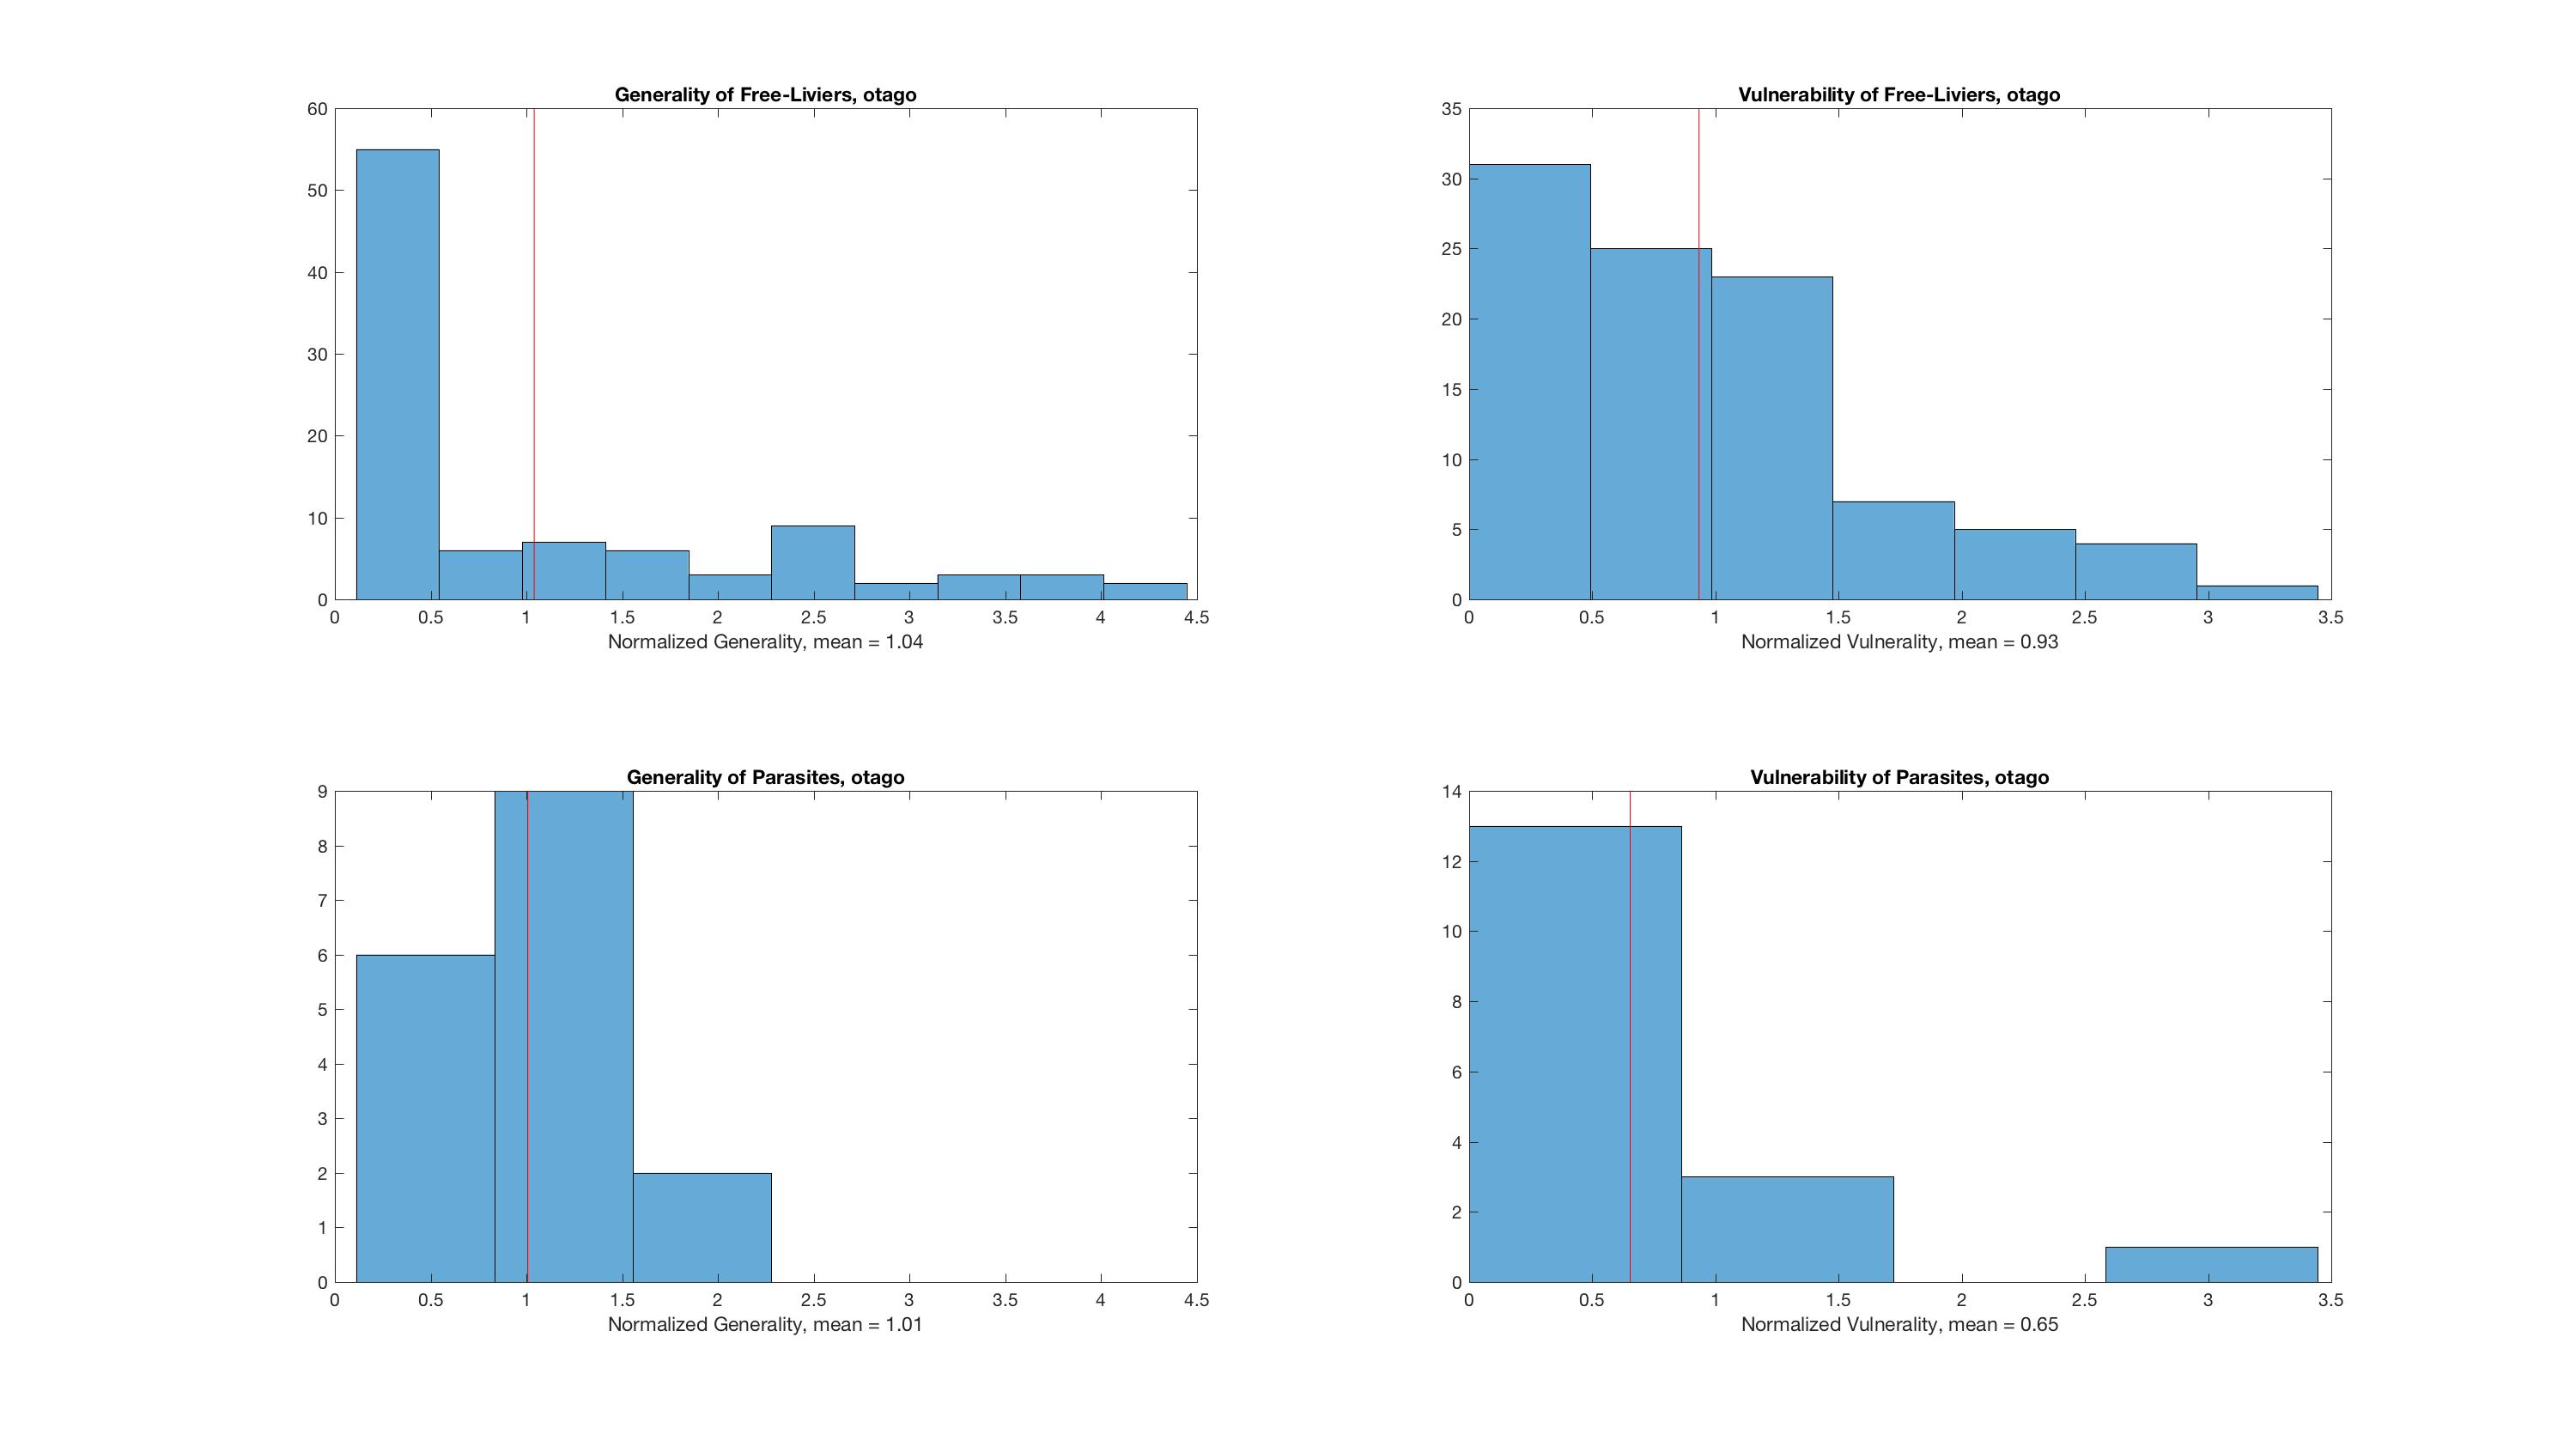 Generality of Free-Liviers, otago
60
50
40
30
20
10
0
0 0.5 1 1.5 2 2.5 3 3.5 4 4.5
Normalized Generality, mean = 1.04
Vulnerability of Free-Liviers, otago
35
30
25
20
15
10
5
0
0 0.5 1 1.5 2 2.5 3 3.5
Normalized Vulnerality, mean = 0.93
Generality of Parasites, otago
9
8
7
6
5
4
3
2
1
0
0 0.5 1 1.5 2 2.5 3 3.5 4 4.5
Normalized Generality, mean = 1.01
Vulnerability of Parasites, otago
14
12
10
8
6
4
2
0
0 0.5 1 1.5 2 2.5 3 3.5
Normalized Vulnerality, mean = 0.65